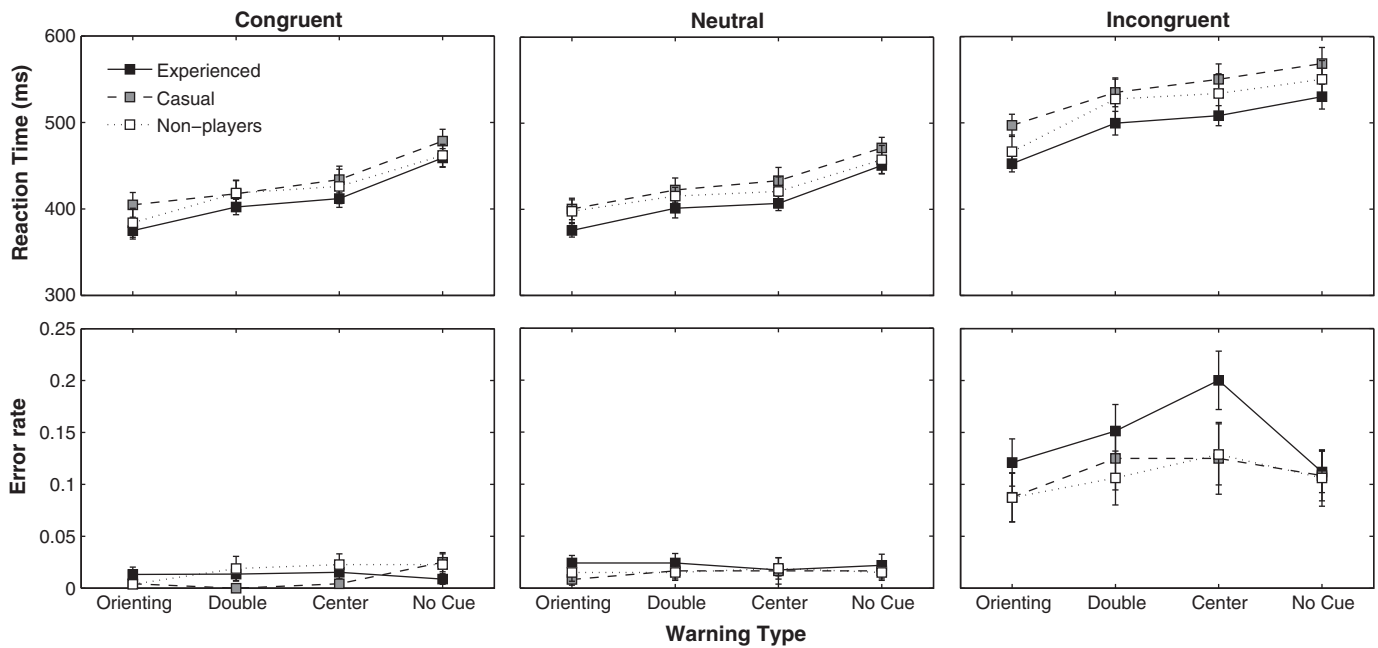 Congruent Neutral Incongruent
Reaction Time (ms)
600
500
400
300
Experienced
Casual
Non–players
Error rate
0.25
0.2
0.15
0.1
0.05
0
Orienting Double Center No Cue Orienting Double Center No Cue Orienting Double Center No Cue
Warning Type